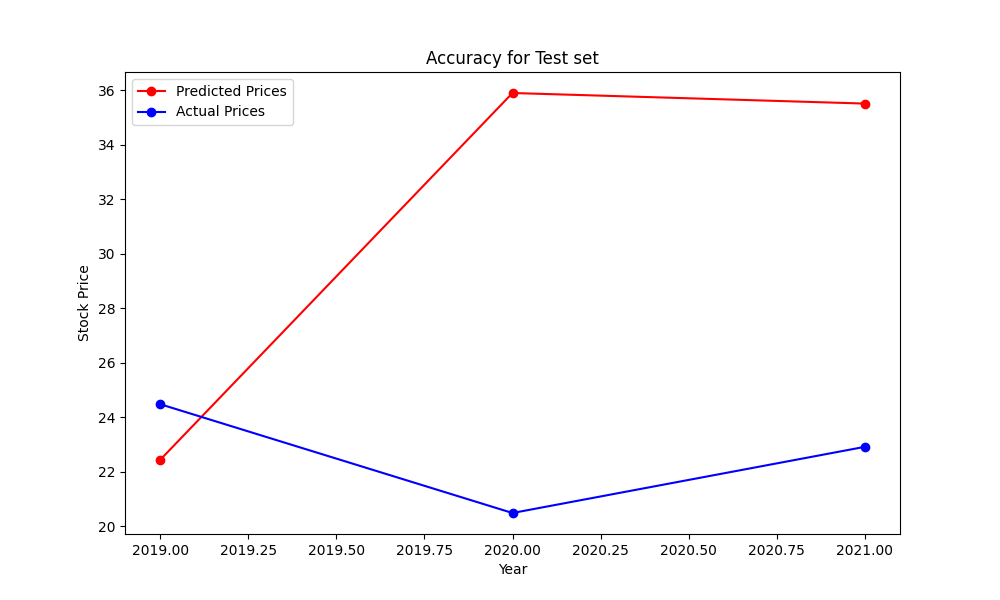 Accuracy for Test set
Predicted Prices
Actual Prices
36
34
32
30
28
26
24
22
20
Stock Price
2019.00 2019.25 2019.50 2019.75 2020.00 2020.25 2020.50 2020.75 2021.00
Year